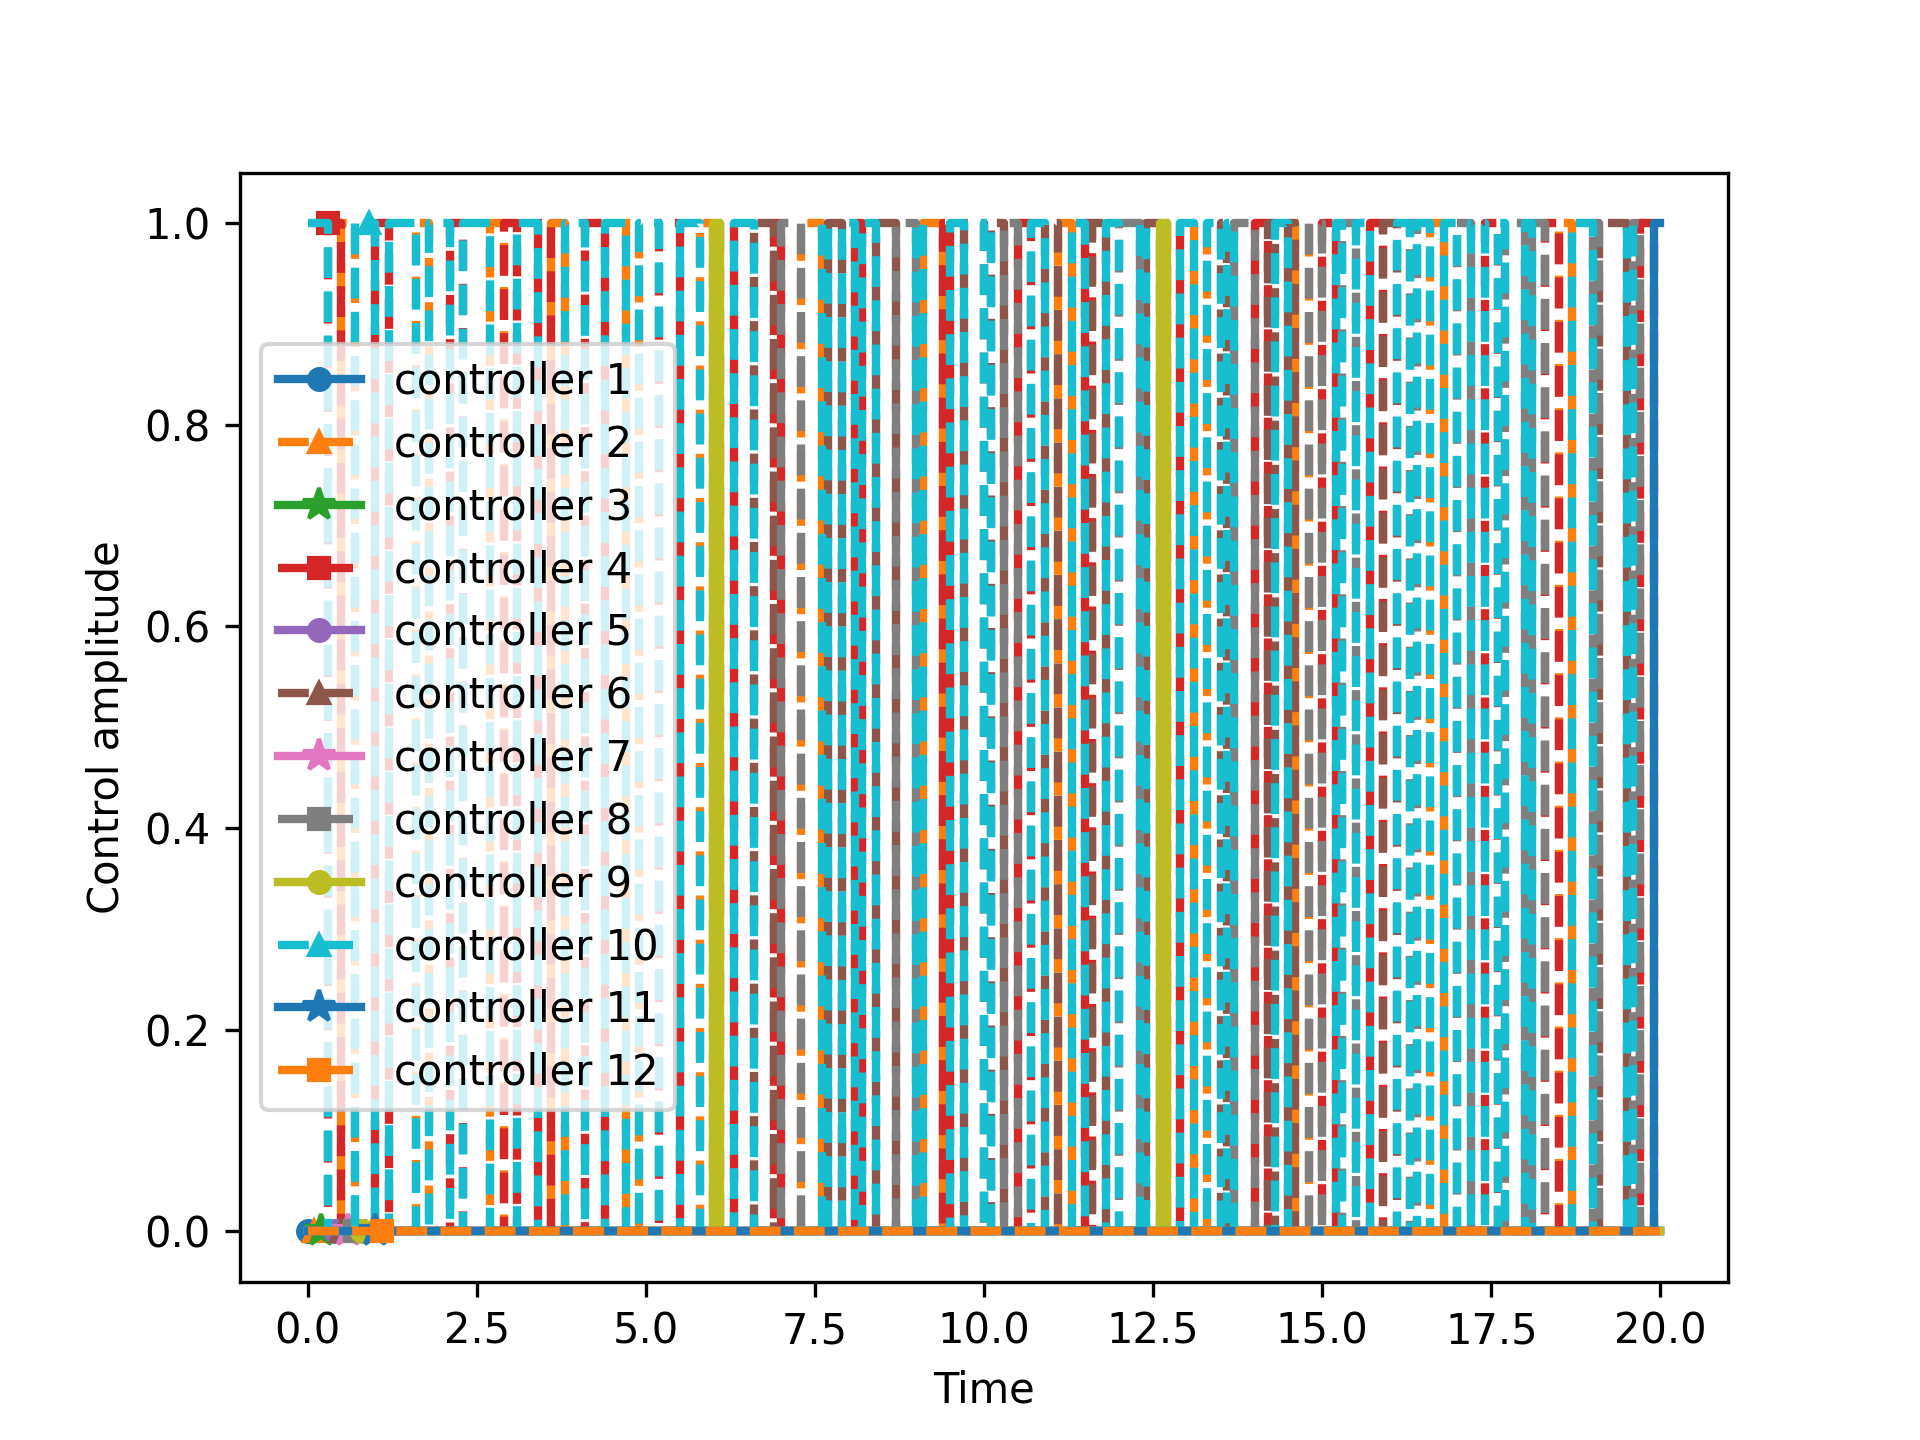 1.0
0.8
0.6
0.4
0.2
0.0
Control amplitude
controller 1
controller 2
controller 3
controller 4
controller 5
controller 6
controller 7
controller 8
controller 9
controller 10
controller 11
controller 12
0.0 2.5 5.0 7.5 10.0 12.5 15.0 17.5 20.0
Time